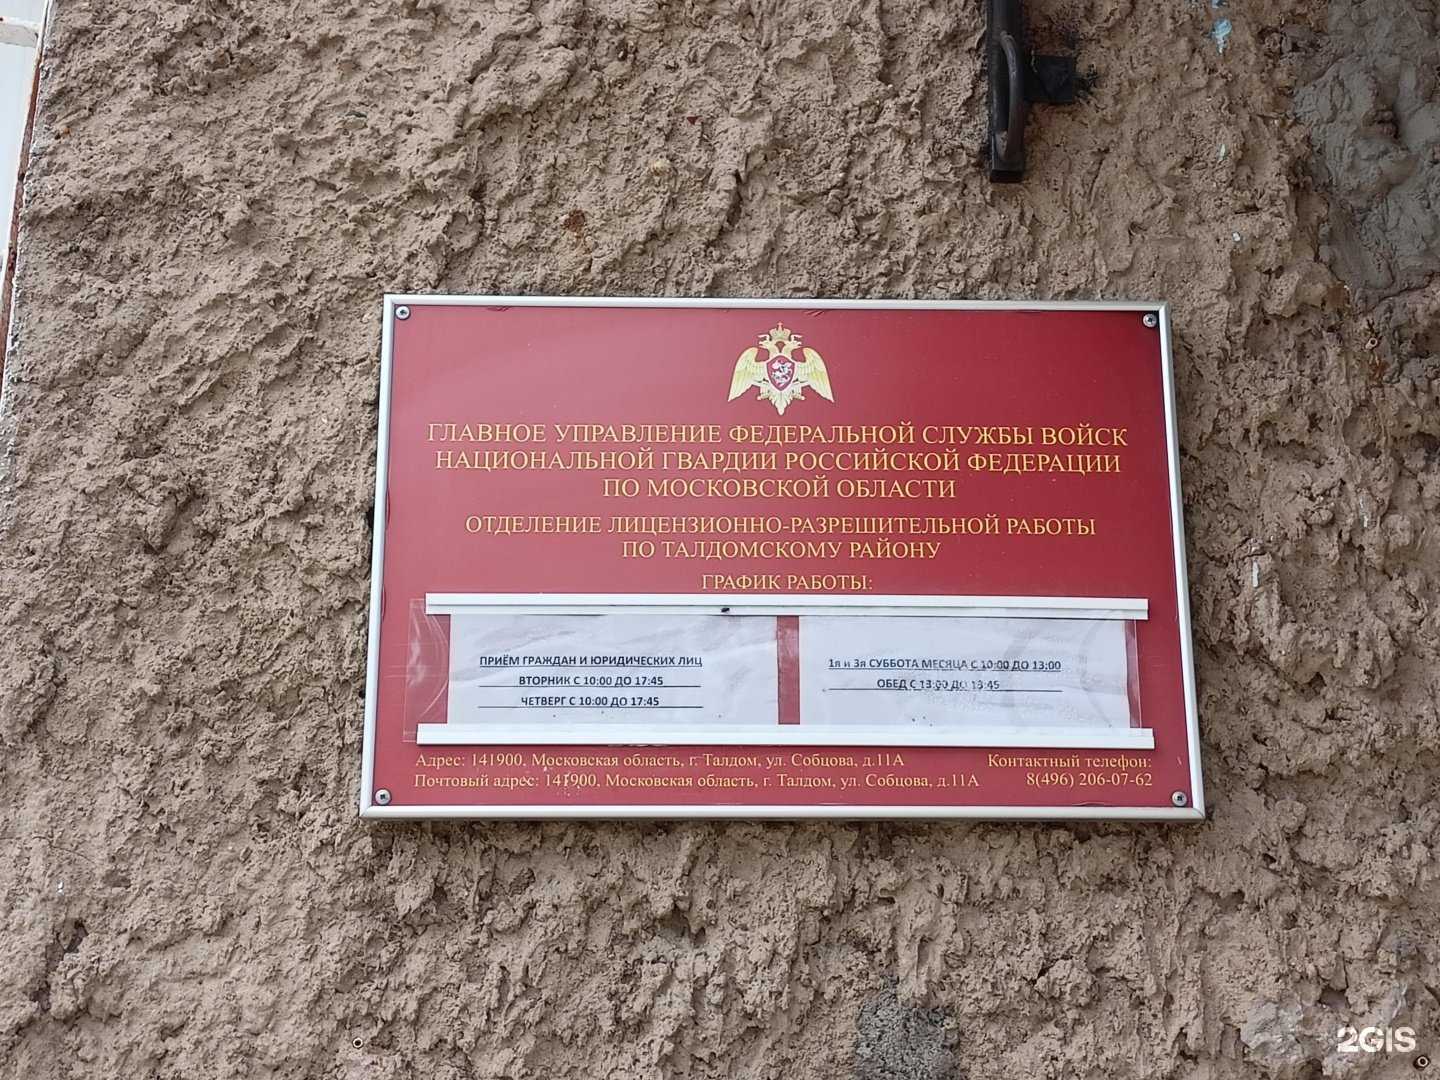 ГЛАВНОЕ УПРАВЛЕНИЕ ФЕДЕРАЛЬНОЙ СЛУЖБЫ ВОЙСК
НАЦИОНАЛЬНОЙ ГВАРДИИ РОССИЙСКОЙ ФЕДЕРАЦИИ
ПО МОСКОВСКОЙ ОБЛАСТИ
ОТДЕЛЕНИЕ ЛИЦЕНЗИОННО-РАЗРЕШИТЕЛЬНОЙ РАБОТЫ
ПО ТАЛДОМСКОМУ РАЙОНУ
ГРАФИК РАБОТЫ:
ПРИЁМ ГРАЖДАН И ЮРИДИЧЕСКИХ ЛИЦ
ВТОРНИК С 10:00 ДО 17:45
ЧЕТВЕРГ С 10:00 ДО 17:45
1я и 3я СУББОТА МЕСЯЦА С 10:00 ДО 13:00
ОБЕД С 13:00 ДО 13:45
Адрес: 141900, Московская область, г. Талдом, ул. Собцова, д.11А
Почтовый адрес: 141900, Московская область, г. Талдом, ул. Собцова, д.11А
Контактный телефон:
8(496) 206-07-62
2GIS